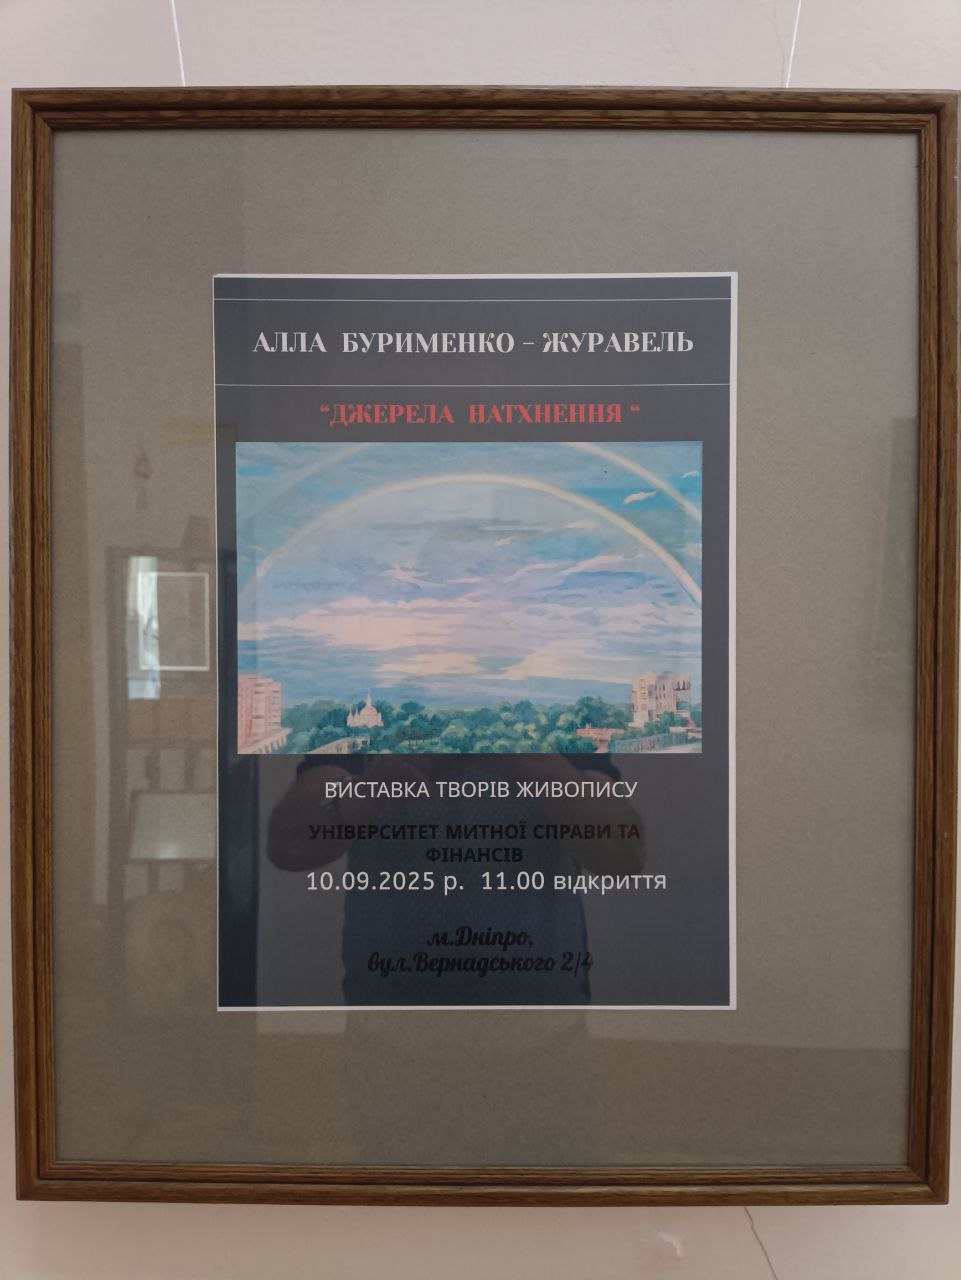 АЛЛА БУРИМЕНКО – ЖУРАВЕЛЬ
“ДЖЕРЕЛА НАТХНЕННЯ “
ВИСТАВКА ТВОРІВ ЖИВОПИСУ
УНІВЕРСИТЕТ МИТНОЇ СПРАВИ ТА
ФІНАНСІВ
10.09.2025 р. 11.00 відкриття
м.Дніпро,
вул.Вернадського 2/4